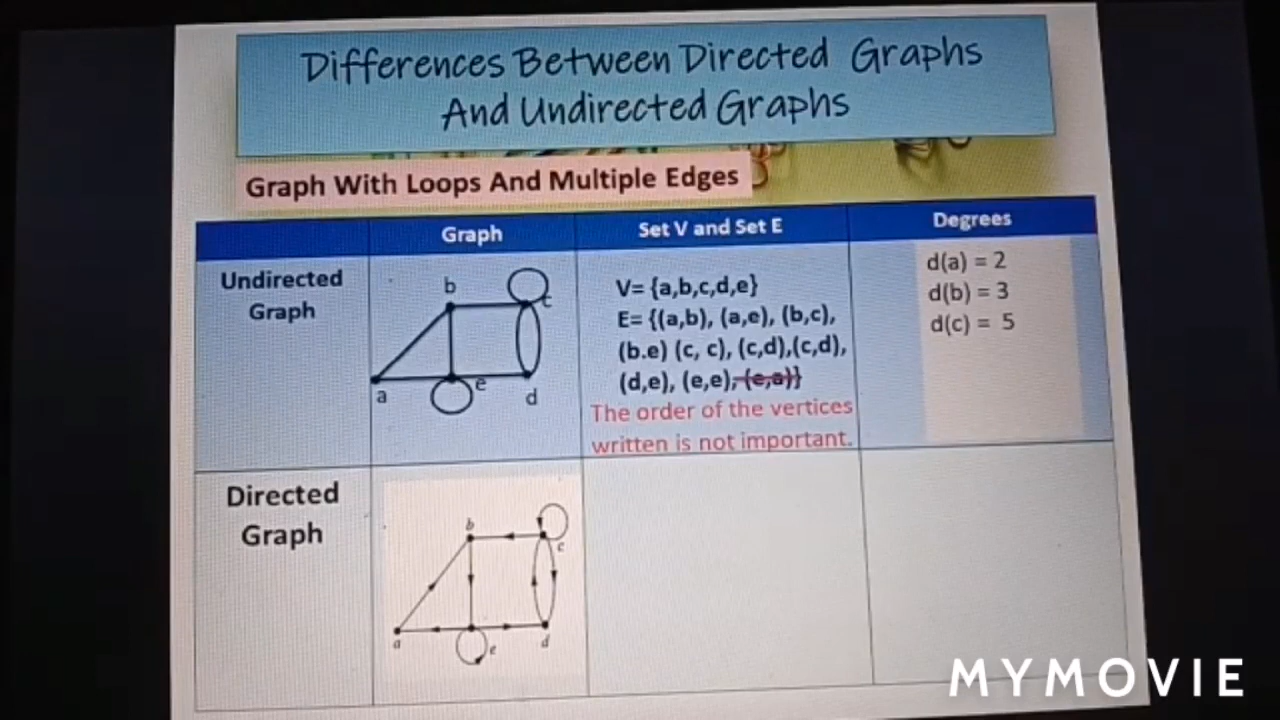 Differences Between Directed Graphs
And Undirected Graphs
Graph With Loops And Multiple Edges
Graph
Set V and Set E
Degrees
Undirected
Graph
b
c
a
e
d
V= {a,b,c,d,e}
E= {(a,b), (a,e), (b,c),
(b.e) (c, c), (c,d),(c,d),
(d,e), (e,e), (e,a)}
The order of the vertices
written is not important.
d(a) = 2
d(b) = 3
d(c) = 5
Directed
Graph
b
c
a
e
d
MYMOVIE